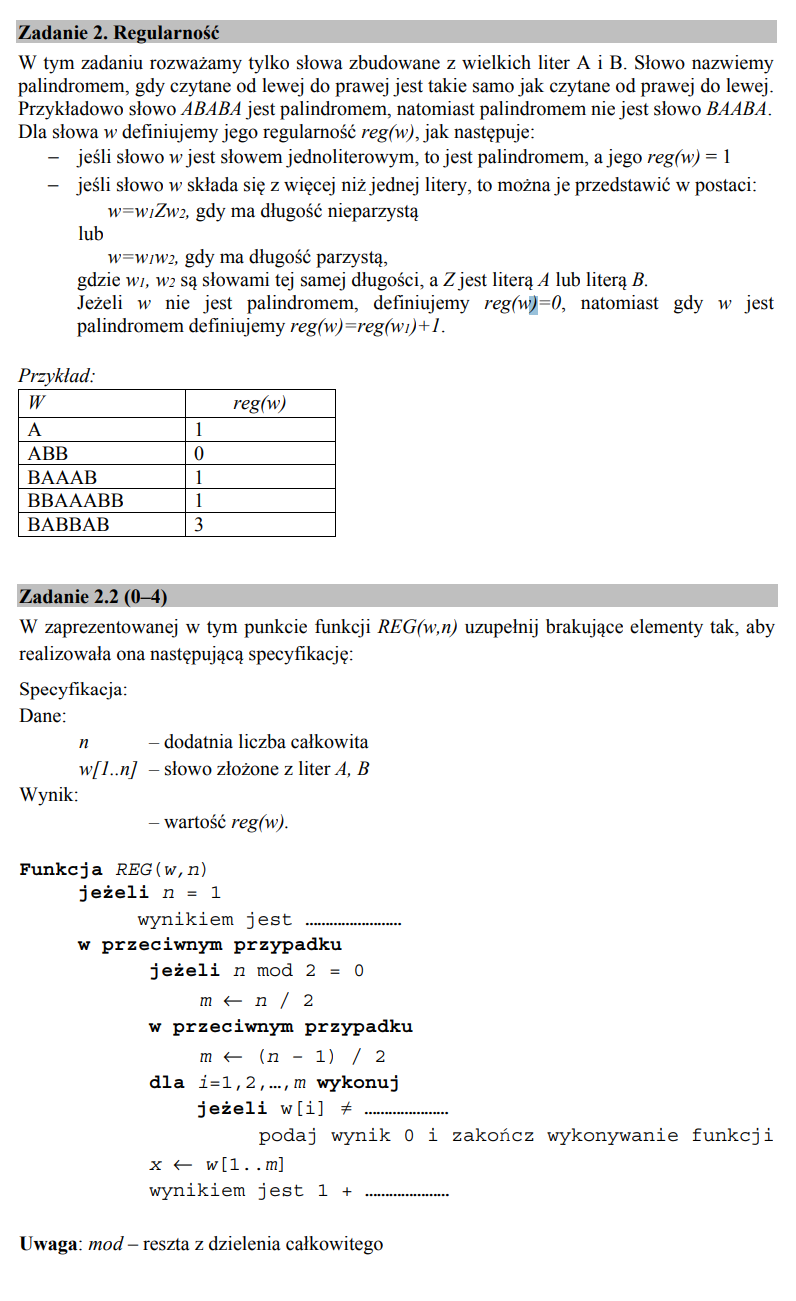 Zadanie 2. Regularność
W tym zadaniu rozważamy tylko słowa zbudowane z wielkich liter A i B. Słowo nazwiemy
palindromem, gdy czytane od lewej do prawej jest takie samo jak czytane od prawej do lewej.
Przykładowo słowo ABABA jest palindromem, natomiast palindromem nie jest słowo BAABA.
Dla słowa w definiujemy jego regularność reg(w), jak następuje:
– jeśli słowo w jest słowem jednoliterowym, to jest palindromem, a jego reg(w) = 1
– jeśli słowo w składa się z więcej niż jednej litery, to można je przedstawić w postaci:
w=w1Zw2, gdy ma długość nieparzystą
lub
w=w1w2, gdy ma długość parzystą,
gdzie w1, w2 są słowami tej samej długości, a Z jest literą A lub literą B.
Jeżeli w nie jest palindromem, definiujemy reg(w)=0, natomiast gdy w jest
palindromem definiujemy reg(w)=reg(w1)+1.
Przykład:
W reg(w)
A 1
ABB 0
BAAAB 1
BBAAABB 1
BABBAB 3
Zadanie 2.2 (0–4)
W zaprezentowanej w tym punkcie funkcji REG(w,n) uzupełnij brakujące elementy tak, aby
realizowała ona następującą specyfikację:
Specyfikacja:
Dane:
n – dodatnia liczba całkowita
w[1..n] – słowo złożone z liter A, B
Wynik:
– wartość reg(w).
Funkcja REG(w,n)
jeżeli n = 1
wynikiem jest ........................
w przeciwnym przypadku
jeżeli n mod 2 = 0
m ← n / 2
w przeciwnym przypadku
m ← (n - 1) / 2
dla i=1,2,…,m wykonuj
jeżeli w[i] ≠ .....................
podaj wynik 0 i zakończ wykonywanie funkcji
x ← w[1..m]
wynikiem jest 1 + .....................
Uwaga: mod – reszta z dzielenia całkowitego